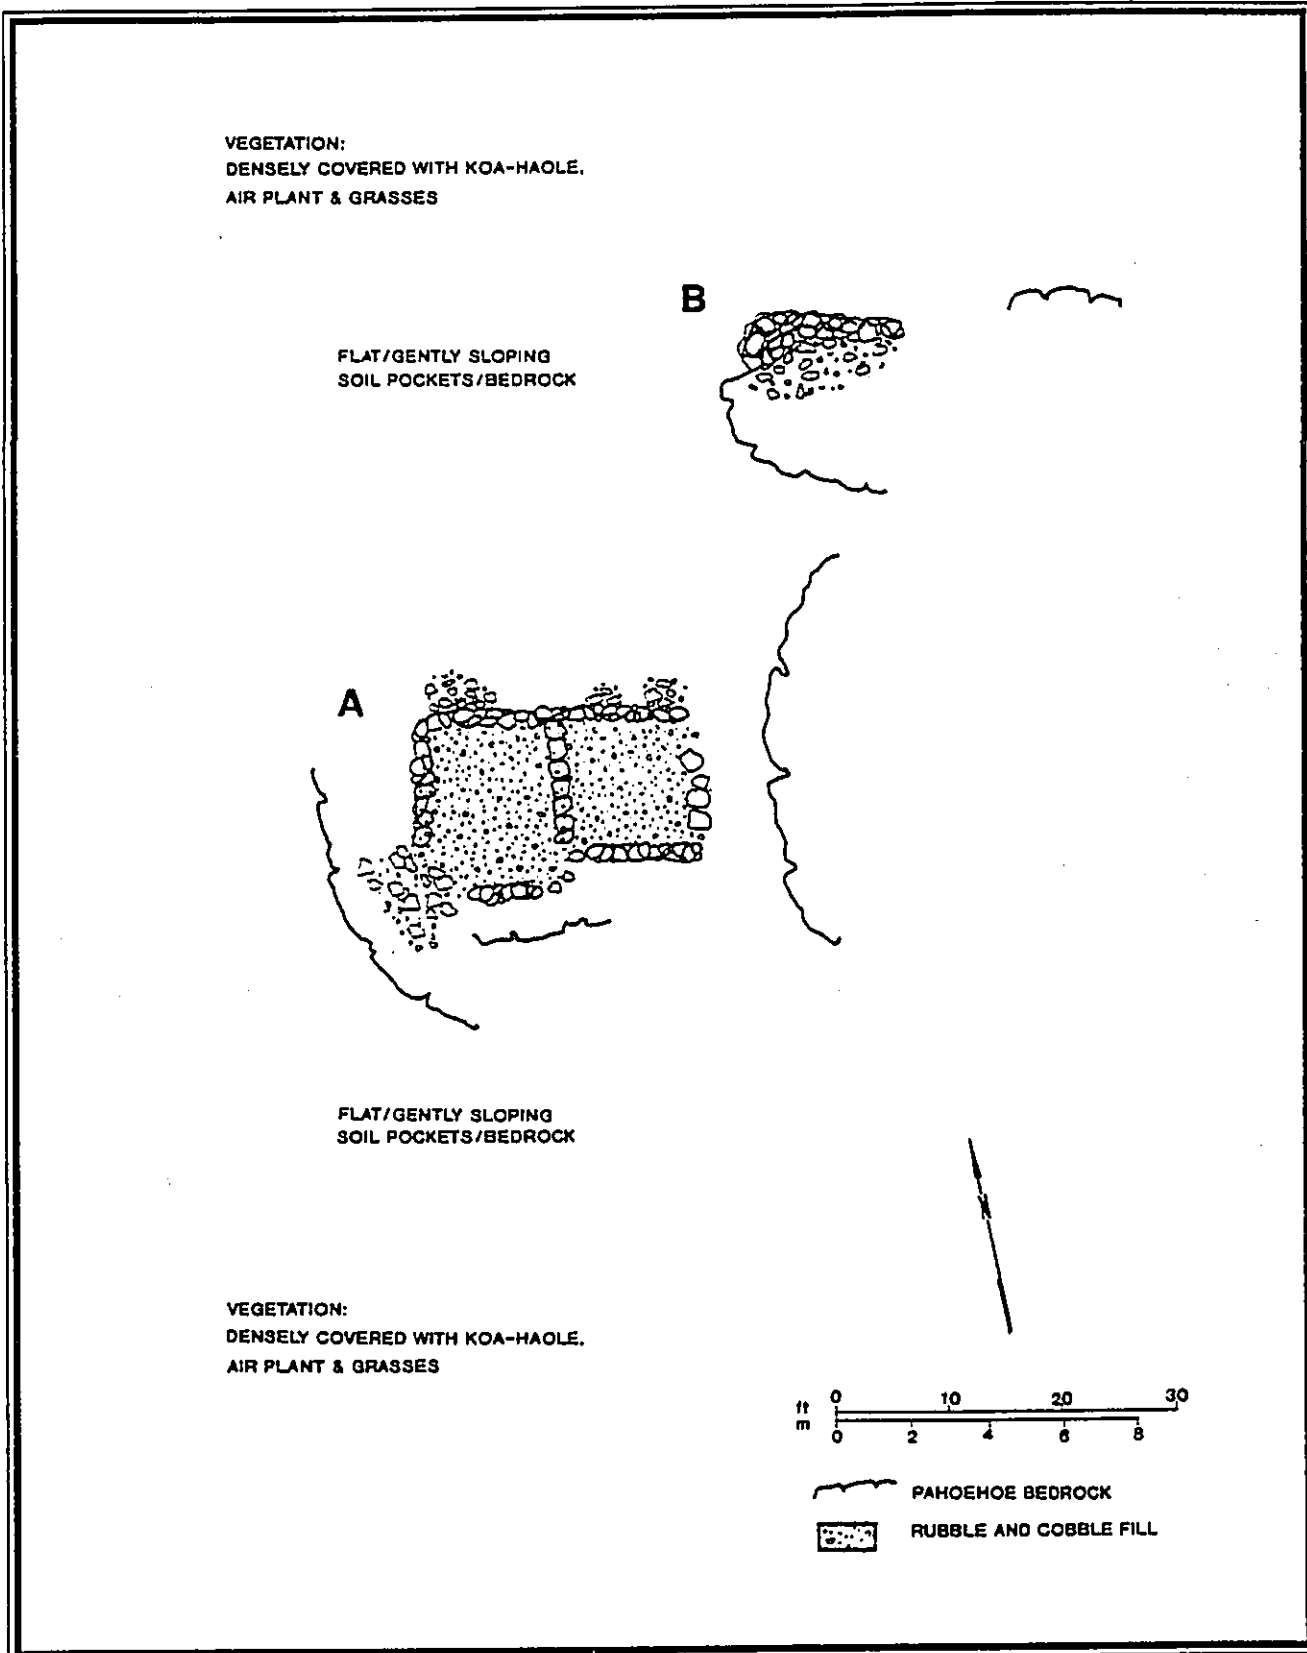 VEGETATION:
DENSELY COVERED WITH KOA-HAOLE,
AIR PLANT & GRASSES
B
FLAT/GENTLY SLOPING
SOIL POCKETS/BEDROCK
A
FLAT/GENTLY SLOPING
SOIL POCKETS/BEDROCK
N
VEGETATION:
DENSELY COVERED WITH KOA-HAOLE,
AIR PLANT & GRASSES
ft 0 10 20 30
m 0 2 4 6 8
PAHOEHOE BEDROCK
RUBBLE AND COBBLE FILL